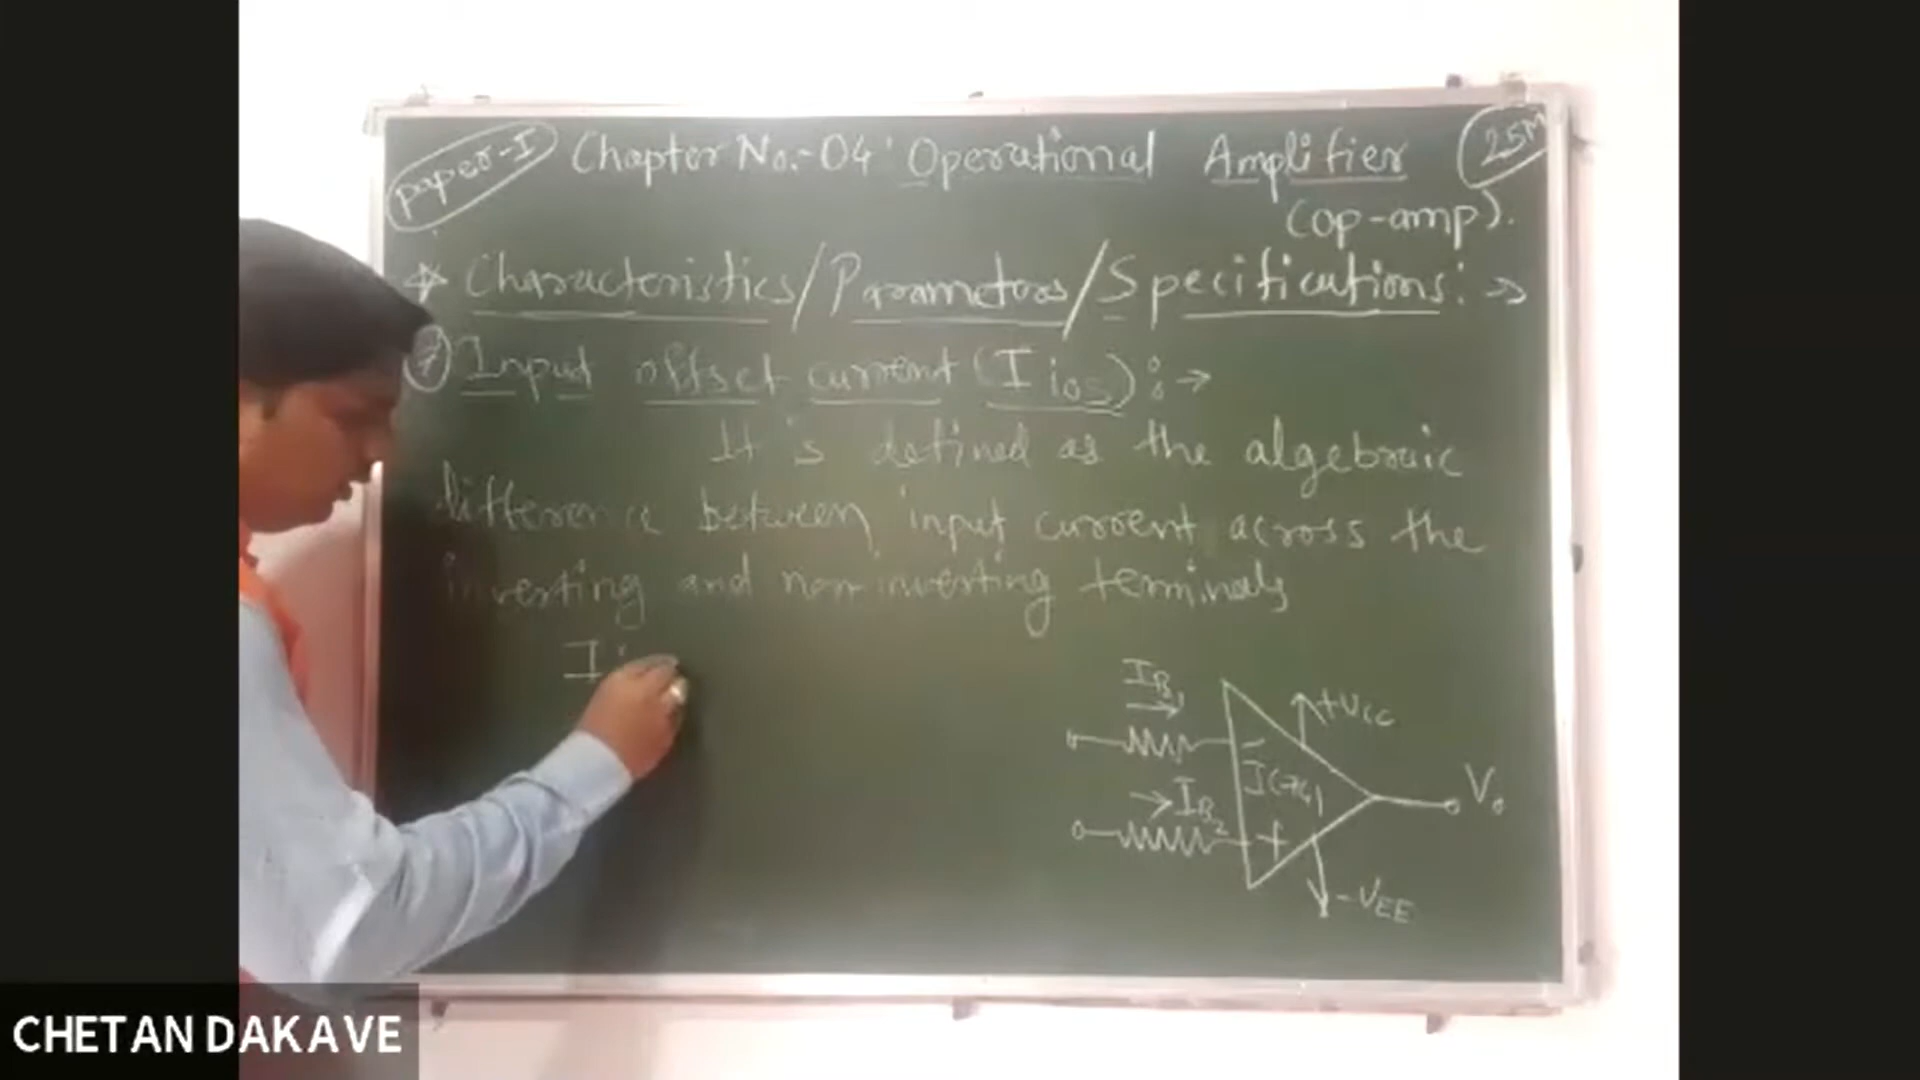 paper-I Chapter No.-04 Operational Amplifier 25M
(op-amp).
* Characteristics/Parameters/Specifications:→
7 Input offset current (Iios):→
It is defined as the algebraic
difference between input current across the
inverting and non inverting terminals
Ii
IB1
+VCC
-
IC741
Vo
IB2
+
-VEE
CHETAN DAKAVE